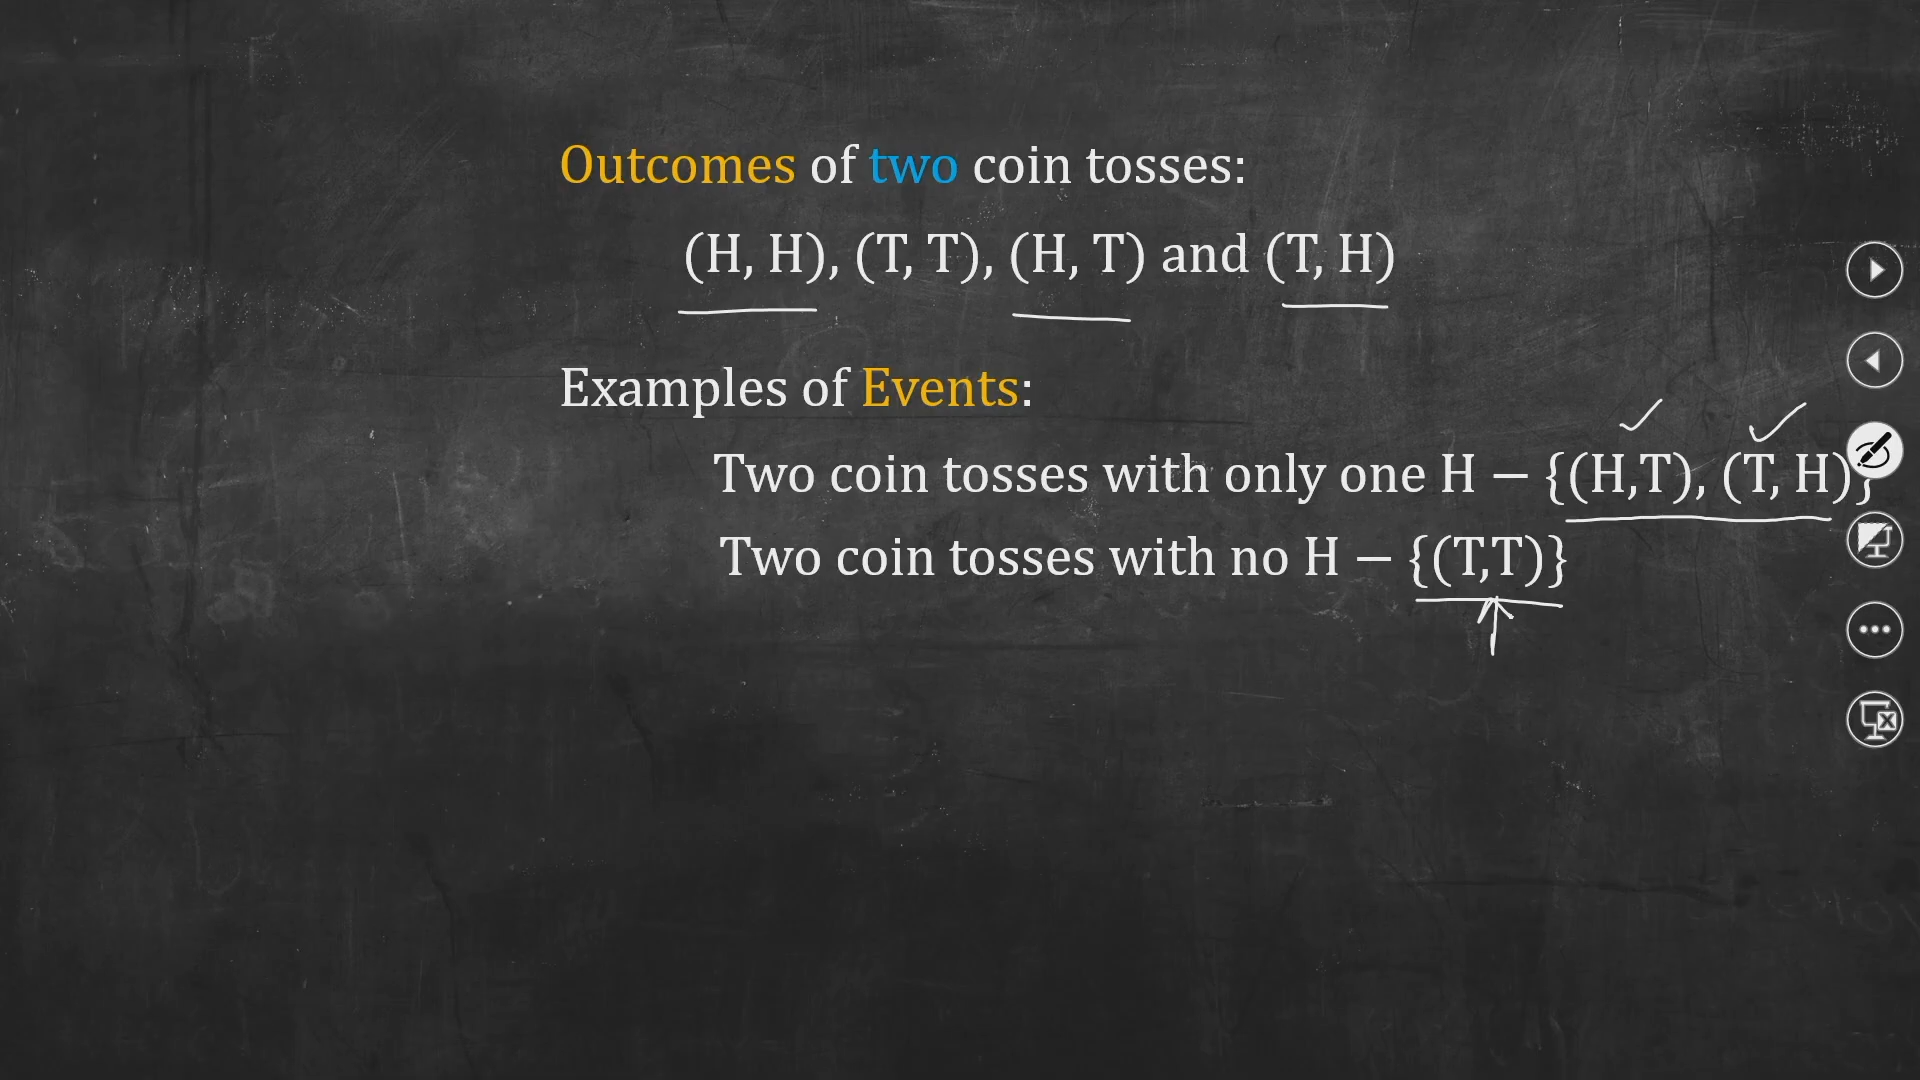 Outcomes of two coin tosses:
(H, H), (T, T), (H, T) and (T, H)
Examples of Events:
Two coin tosses with only one H – {(H,T), (T, H)}
Two coin tosses with no H – {(T,T)}